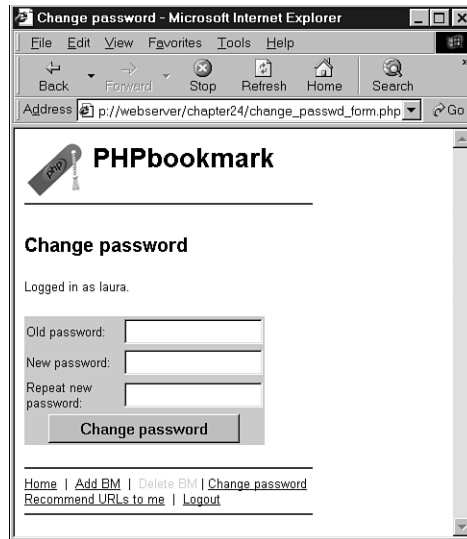 Change password - Microsoft Internet Explorer
File Edit View Favorites Tools Help
Back Forward Stop Refresh Home Search
Address p://webserver/chapter24/change_passwd_form.php Go
php
PHPbookmark
Change password
Logged in as laura.
Old password:
New password:
Repeat new
password:
Change password
Home | Add BM | Delete BM | Change password
Recommend URLs to me | Logout